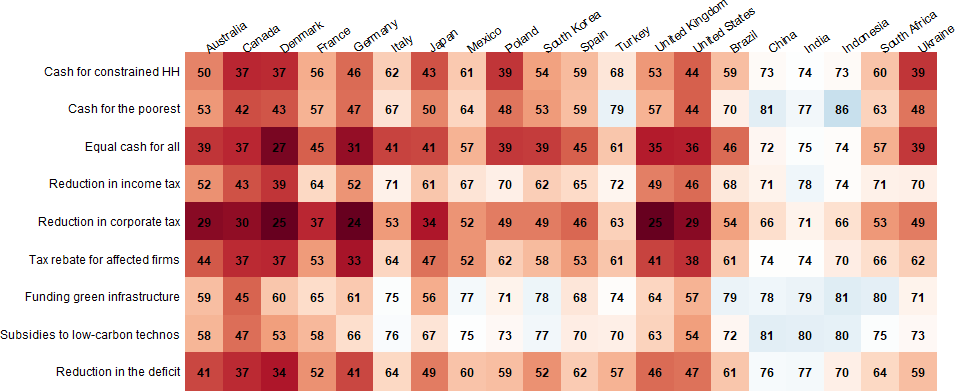 Australia Canada Denmark France Germany Italy Japan Mexico Poland South Korea Spain Turkey United Kingdom United States Brazil China India Indonesia South Africa Ukraine
Cash for constrained HH 50 37 37 56 46 62 43 61 39 54 59 68 53 44 59 73 74 73 60 39
Cash for the poorest 53 42 43 57 47 67 50 64 48 53 59 79 57 44 70 81 77 86 63 48
Equal cash for all 39 37 27 45 31 41 41 57 39 39 45 61 35 36 46 72 75 74 57 39
Reduction in income tax 52 43 39 64 52 71 61 67 70 62 65 72 49 46 68 71 78 74 71 70
Reduction in corporate tax 29 30 25 37 24 53 34 52 49 49 46 63 25 29 54 66 71 66 53 49
Tax rebate for affected firms 44 37 37 53 33 64 47 52 62 58 53 61 41 38 61 74 74 70 66 62
Funding green infrastructure 59 45 60 65 61 75 56 77 71 78 68 74 64 57 79 78 79 81 80 71
Subsidies to low-carbon technos 58 47 53 58 66 76 67 75 73 77 70 70 63 54 72 81 80 80 75 73
Reduction in the deficit 41 37 34 52 41 64 49 60 59 52 62 57 46 47 61 76 77 70 64 59